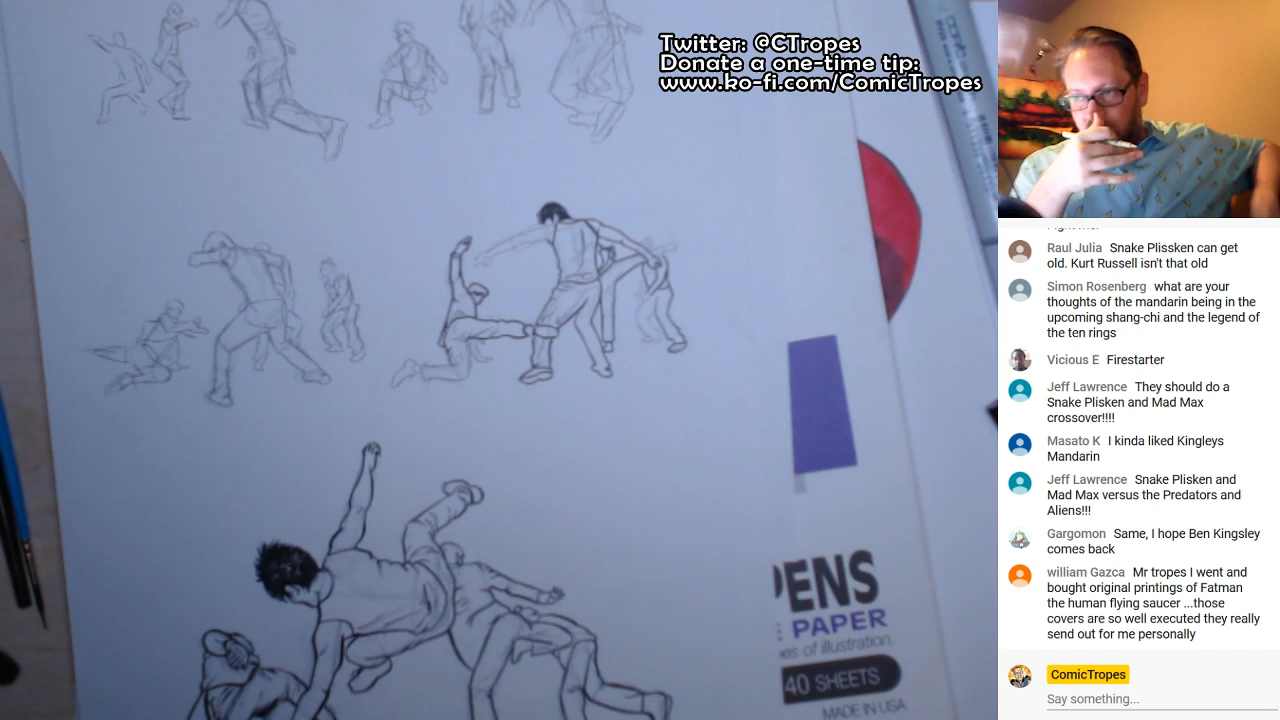 Twitter: @CTropes
Donate a one-time tip:
www.ko-fi.com/ComicTropes
PENS
PAPER
es of illustration.
40 SHEETS
MADE IN USA
Raul Julia Snake Plissken can get
old. Kurt Russell isn't that old
Simon Rosenberg what are your
thoughts of the mandarin being in the
upcoming shang-chi and the legend of
the ten rings
Vicious E Firestarter
Jeff Lawrence They should do a
Snake Plisken and Mad Max
crossover!!!!
Masato K I kinda liked Kingleys
Mandarin
Jeff Lawrence Snake Plisken and
Mad Max versus the Predators and
Aliens!!!
Gargomon Same, I hope Ben Kingsley
comes back
william Gazca Mr tropes I went and
bought original printings of Fatman
the human flying saucer ...those
covers are so well executed they really
send out for me personally
ComicTropes
Say something...